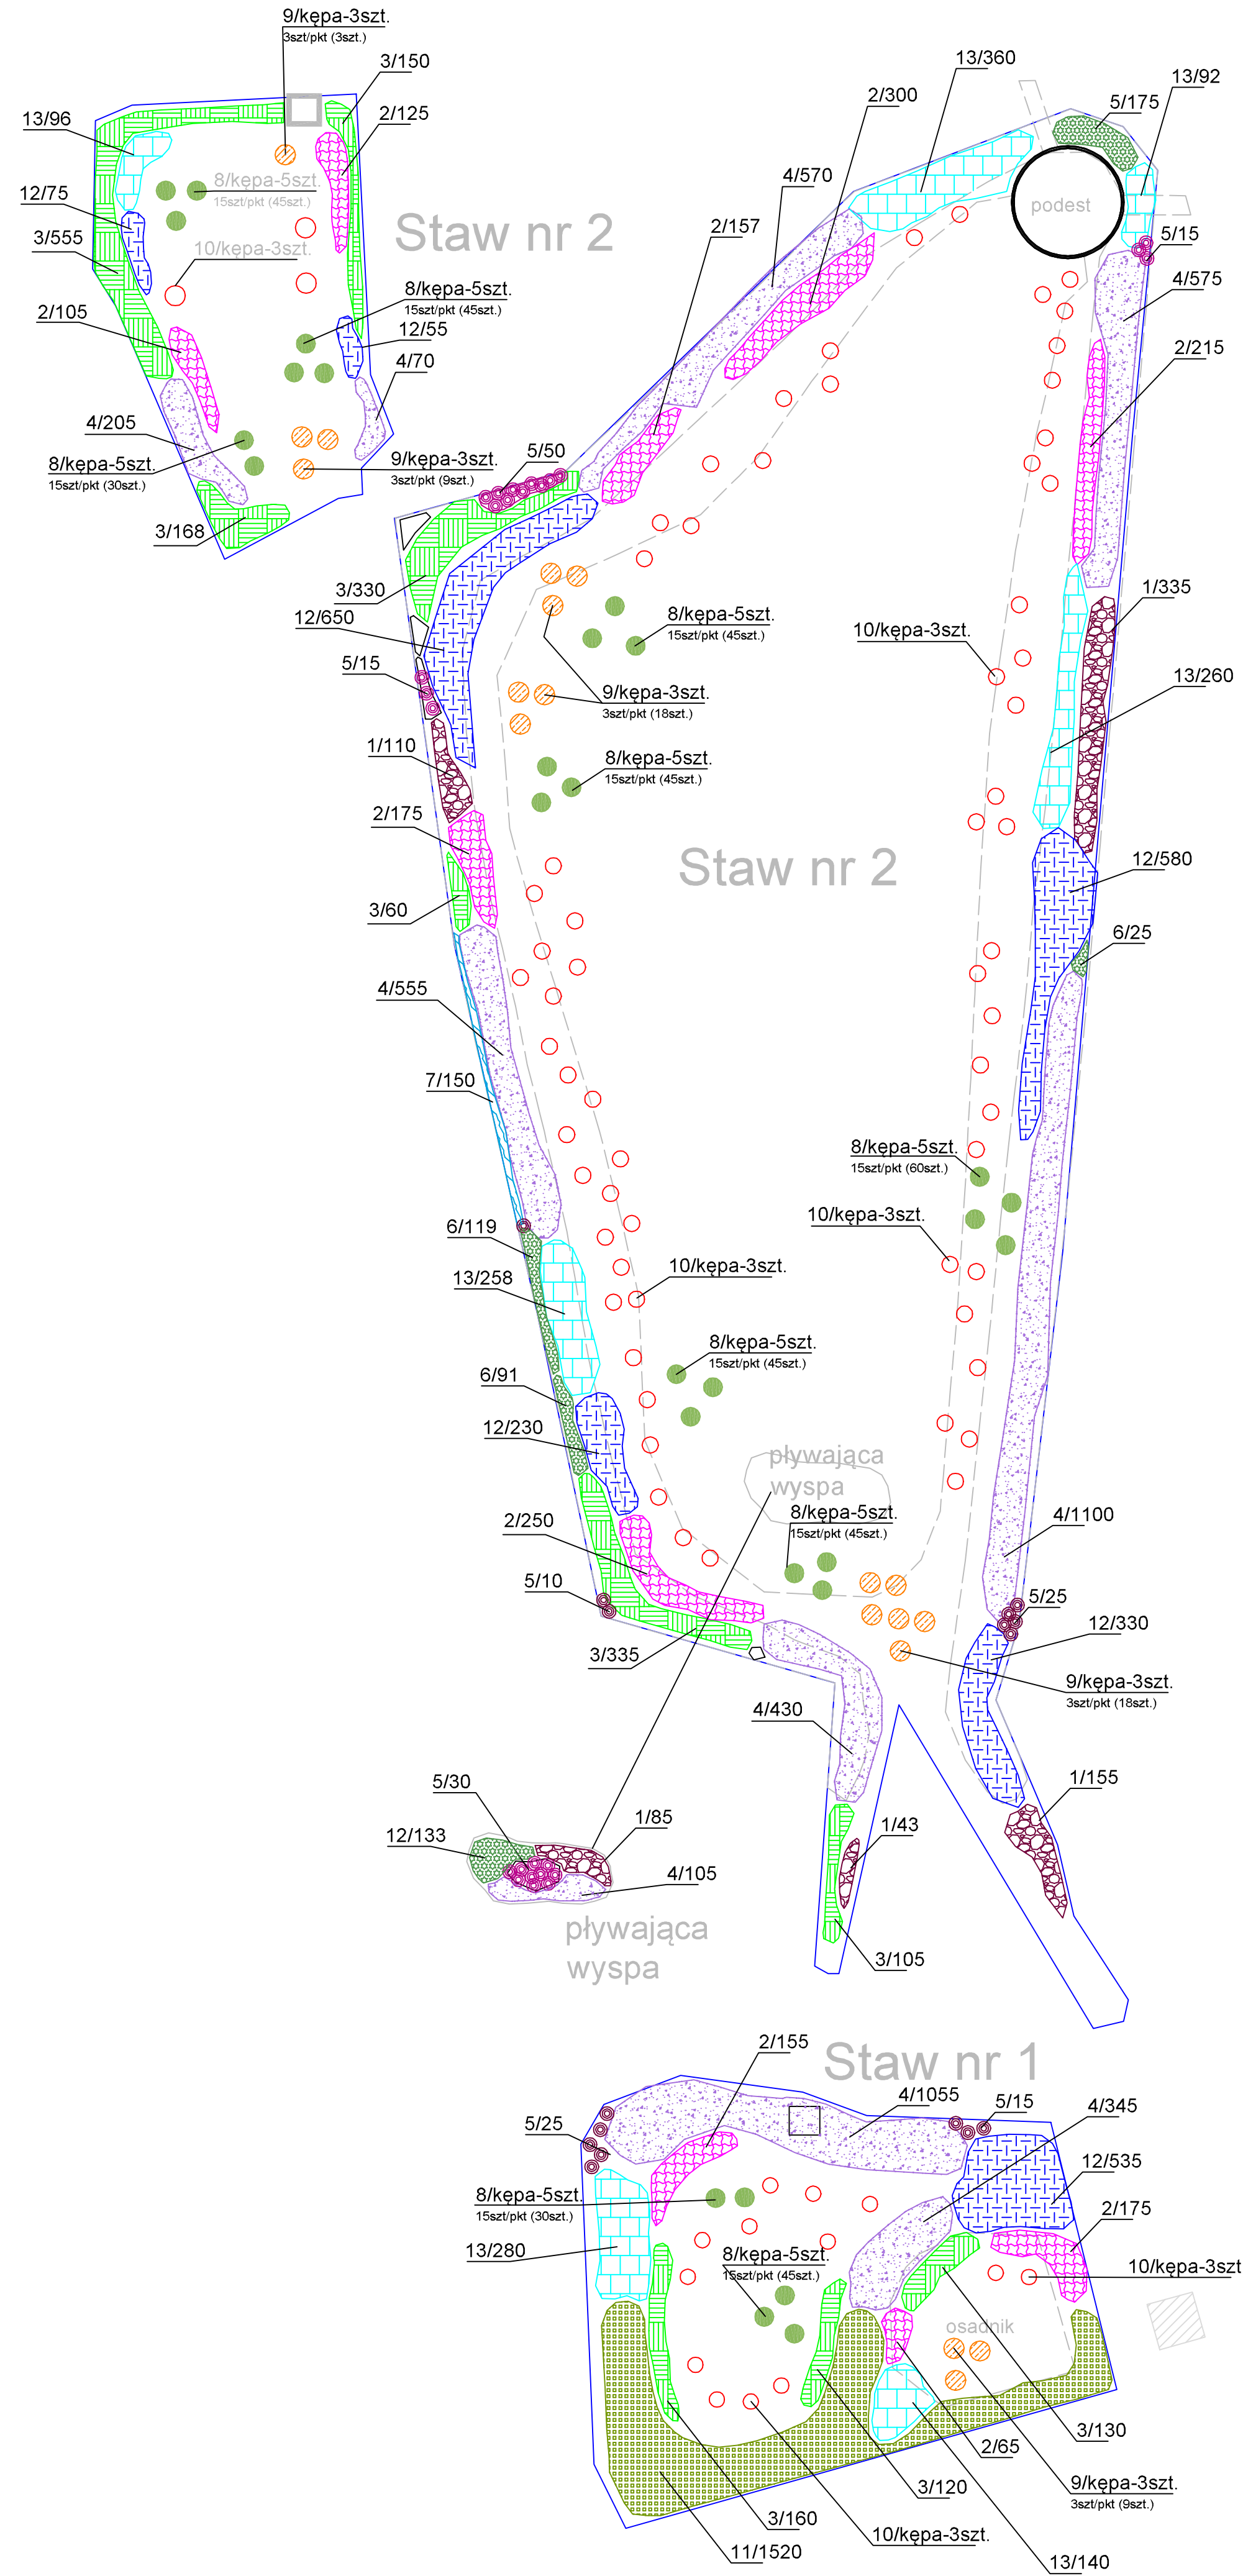 9/kępa-3szt.
3szt/pkt (3szt.)
3/150
2/125
13/96
8/kępa-5szt.
15szt/pkt (45szt.)
12/75
3/555
10/kępa-3szt.
Staw nr 2
8/kępa-5szt.
15szt/pkt (45szt.)
2/105
12/55
4/70
4/205
8/kępa-5szt.
15szt/pkt (30szt.)
9/kępa-3szt.
3szt/pkt (9szt.)
3/168
13/360
2/300
5/175
13/92
4/570
podest
2/157
5/15
4/575
2/215
5/50
3/330
12/650
8/kępa-5szt.
15szt/pkt (45szt.)
10/kępa-3szt.
1/335
5/15
9/kępa-3szt.
3szt/pkt (18szt.)
13/260
1/110
8/kępa-5szt.
15szt/pkt (45szt.)
2/175
Staw nr 2
12/580
3/60
6/25
4/555
7/150
8/kępa-5szt.
15szt/pkt (60szt.)
6/119
10/kępa-3szt.
13/258
10/kępa-3szt.
6/91
8/kępa-5szt.
15szt/pkt (45szt.)
12/230
pływająca
wyspa
2/250
8/kępa-5szt.
15szt/pkt (45szt.)
4/1100
5/10
5/25
3/335
12/330
9/kępa-3szt.
3szt/pkt (18szt.)
4/430
5/30
1/155
12/133
1/85
1/43
4/105
pływająca
wyspa
3/105
2/155
Staw nr 1
4/1055
5/15
4/345
5/25
12/535
8/kępa-5szt.
15szt/pkt (30szt.)
2/175
13/280
8/kępa-5szt.
15szt/pkt (45szt.)
10/kępa-3szt
osadnik
3/130
2/65
3/120
9/kępa-3szt.
3szt/pkt (9szt.)
3/160
10/kępa-3szt.
11/1520
13/140